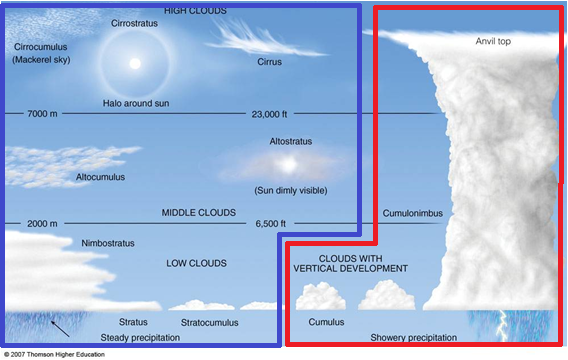 HIGH CLOUDS
Cirrostratus
Cirrocumulus
(Mackerel sky)
Cirrus
Anvil top
Halo around sun
7000 m
23,000 ft
Altostratus
Altocumulus
(Sun dimly visible)
2000 m
MIDDLE CLOUDS
6,500 ft
Cumulonimbus
Nimbostratus
LOW CLOUDS
CLOUDS WITH
VERTICAL DEVELOPMENT
Stratus
Stratocumulus
Cumulus
Steady precipitation
Showery precipitation
© 2007 Thomson Higher Education